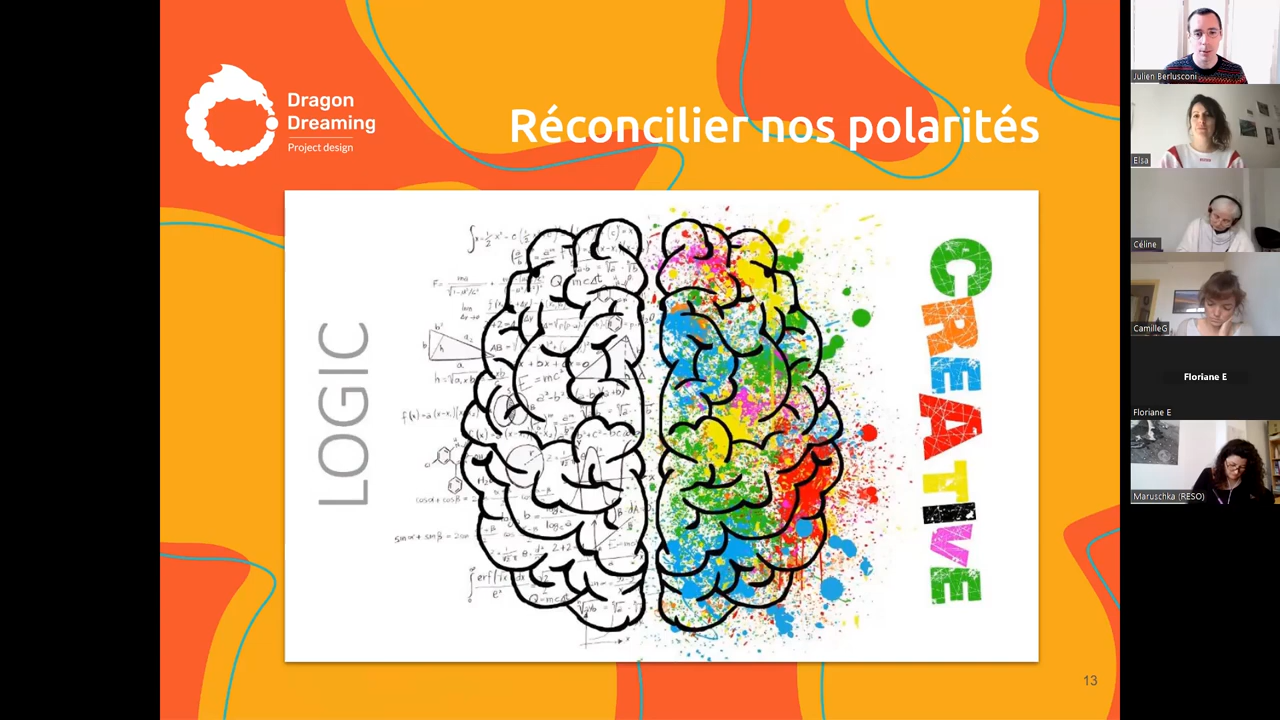 Dragon
Dreaming
Project design
Réconcilier nos polarités
LOGIC
CREATIVE
E=mc²
13
Julien Berlusconi
Elsa
Céline
CamilleG
Floriane E
Floriane E
Maruschka (RESO)